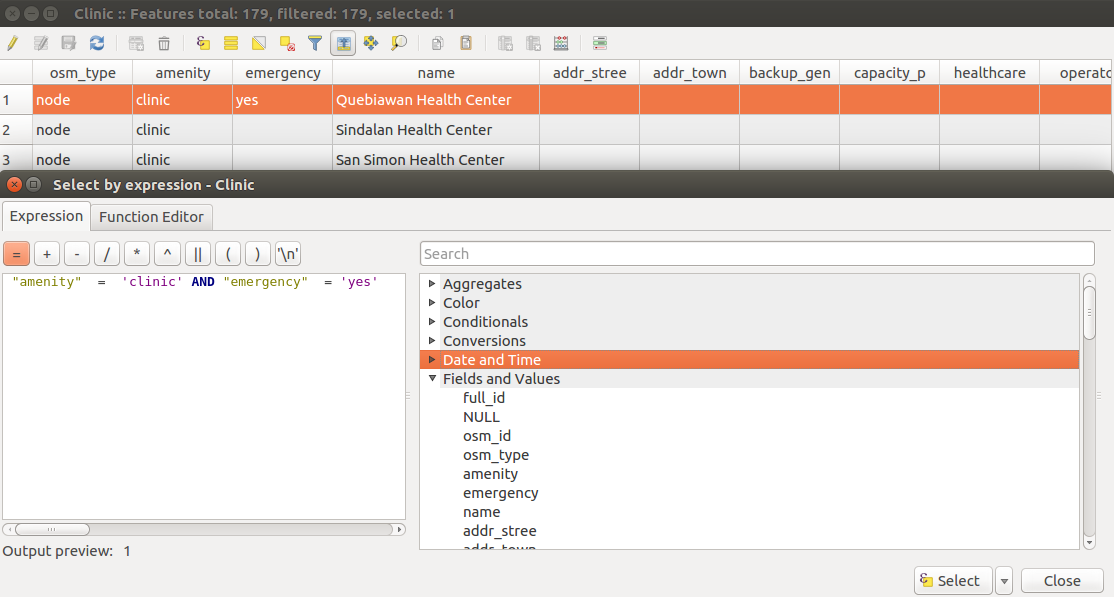 Clinic :: Features total: 179, filtered: 179, selected: 1
osm_type amenity emergency name addr_stree addr_town backup_gen capacity_p healthcare operato
1 node clinic yes Quebiawan Health Center
2 node clinic Sindalan Health Center
3 node clinic San Simon Health Center
Select by expression - Clinic
Expression Function Editor
= + - / * ^ || ( ) '\n' Search
"amenity" = 'clinic' AND "emergency" = 'yes'
Aggregates
Color
Conditionals
Conversions
Date and Time
Fields and Values
full_id
NULL
osm_id
osm_type
amenity
emergency
name
addr_stree
addr_town
Output preview: 1
Select Close